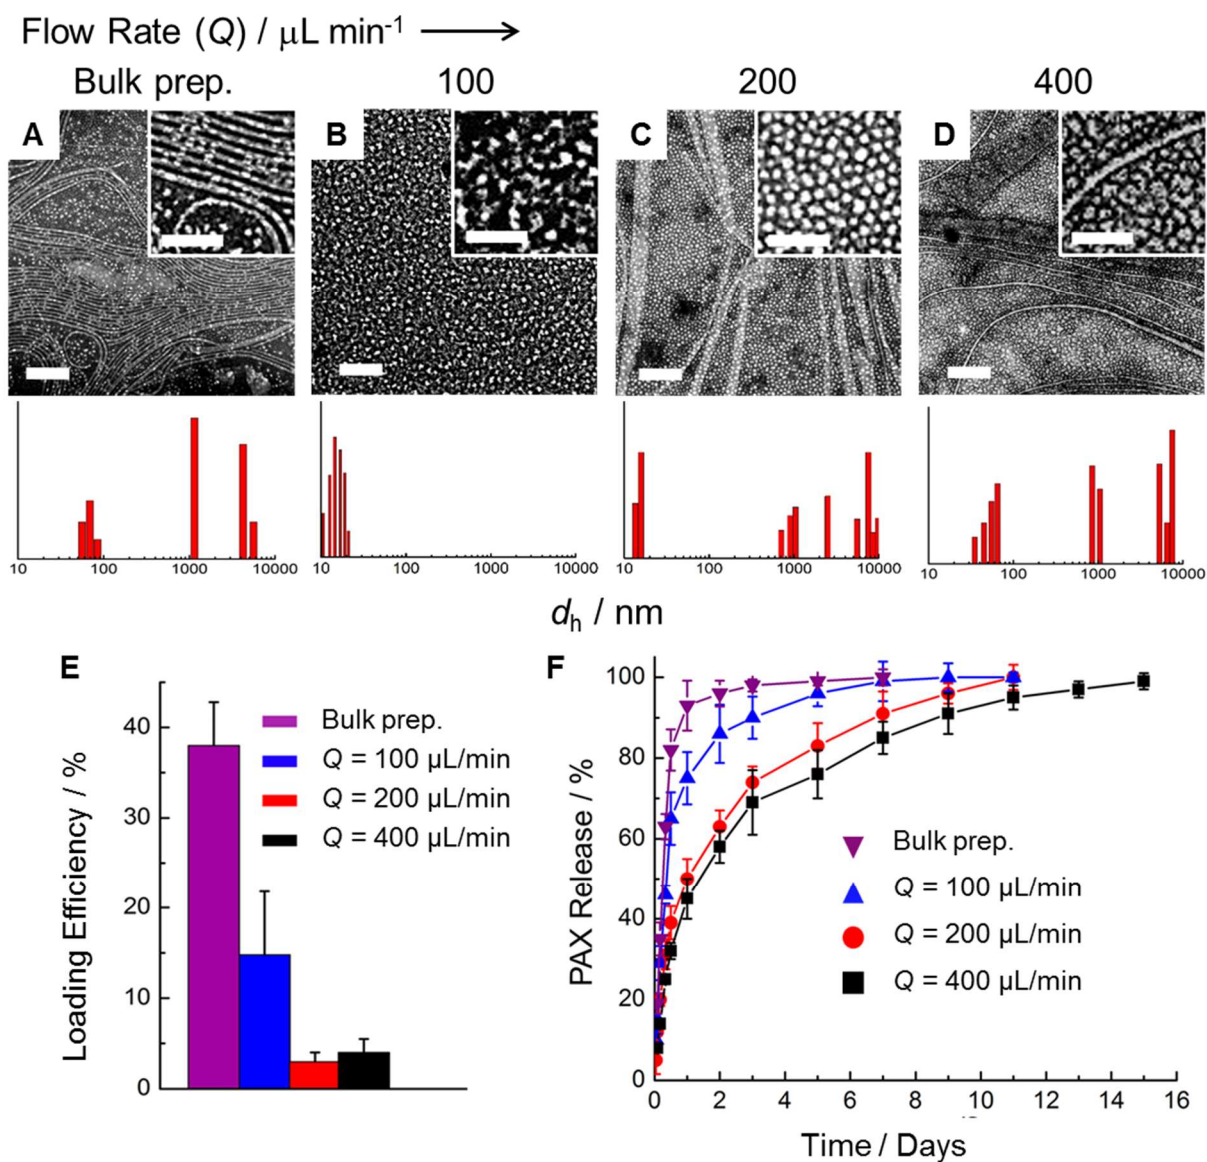 Flow Rate (Q) / μL min⁻¹
Bulk prep. 100 200 400
A B C D
10 100 1000 10000 10 100 1000 10000 10 100 1000 10000 10 100 1000 10000
dₕ / nm
E
Loading Efficiency / %
40
30
20
10
0
Bulk prep.
Q = 100 μL/min
Q = 200 μL/min
Q = 400 μL/min
F
PAX Release / %
100
80
60
40
20
0
Bulk prep.
Q = 100 μL/min
Q = 200 μL/min
Q = 400 μL/min
0 2 4 6 8 10 12 14 16
Time / Days